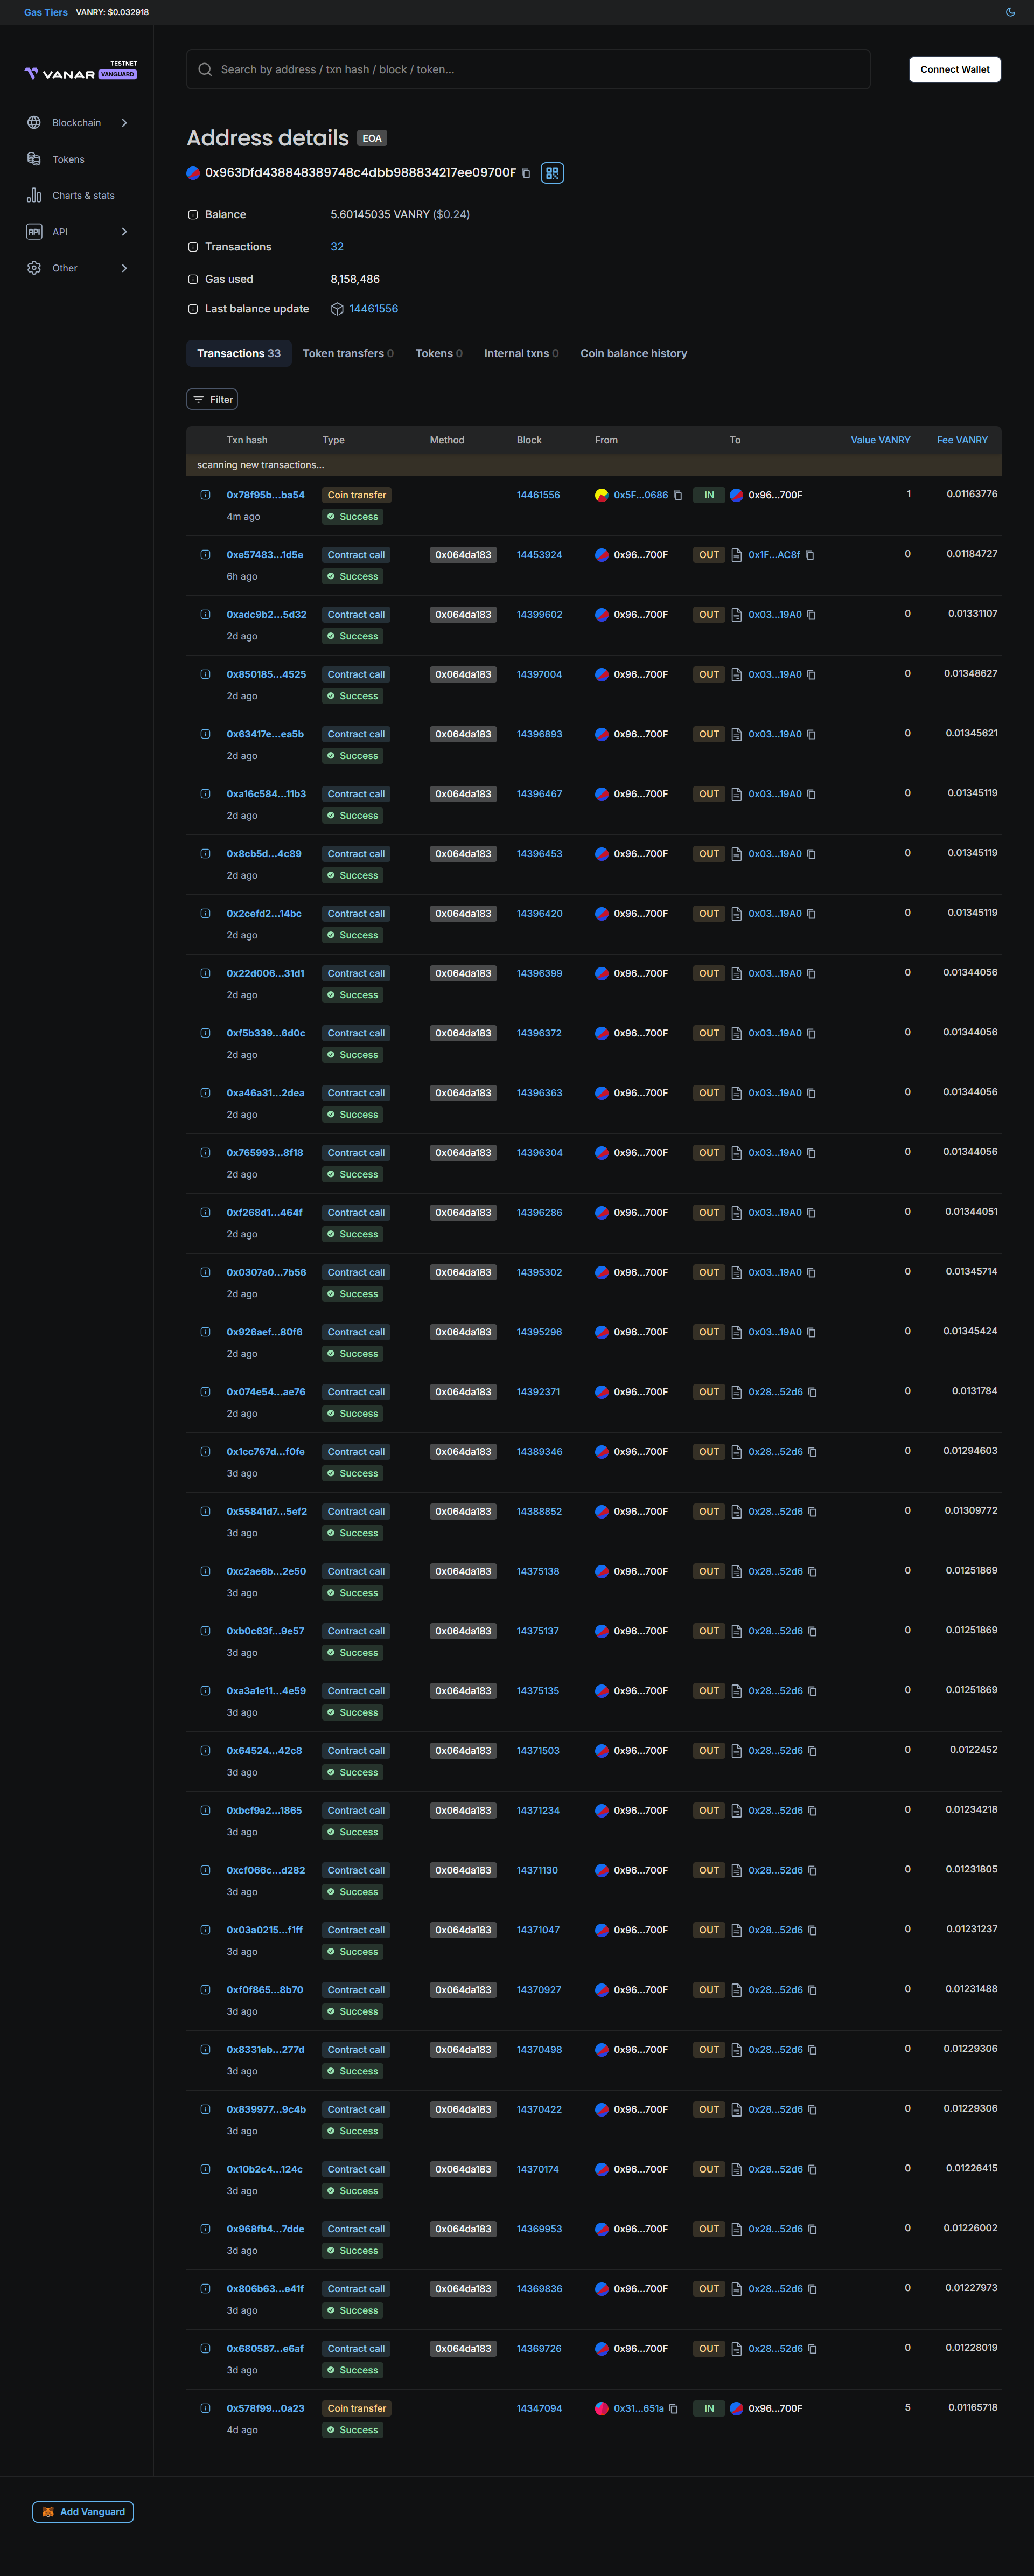 Gas Tiers VANRY: $0.032918
TESTNET
VANAR VANGUARD
Search by address / txn hash / block / token...
Connect Wallet
Blockchain
Tokens
Charts & stats
API API
Other
Address details EOA
0x963Dfd438848389748c4dbb988834217ee09700F
Balance 5.60145035 VANRY ($0.24)
Transactions 32
Gas used 8,158,486
Last balance update 14461556
Transactions 33 Token transfers 0 Tokens 0 Internal txns 0 Coin balance history
Filter
Txn hash Type Method Block From To Value VANRY Fee VANRY
scanning new transactions...
0x78f95b...ba54 Coin transfer 14461556 0x5F...0686 IN 0x96...700F 1 0.01163776
4m ago Success
0xe57483...1d5e Contract call 0x064da183 14453924 0x96...700F OUT 0x1F...AC8f 0 0.01184727
6h ago Success
0xadc9b2...5d32 Contract call 0x064da183 14399602 0x96...700F OUT 0x03...19A0 0 0.01331107
2d ago Success
0x850185...4525 Contract call 0x064da183 14397004 0x96...700F OUT 0x03...19A0 0 0.01348627
2d ago Success
0x63417e...ea5b Contract call 0x064da183 14396893 0x96...700F OUT 0x03...19A0 0 0.01345621
2d ago Success
0xa16c584...11b3 Contract call 0x064da183 14396467 0x96...700F OUT 0x03...19A0 0 0.01345119
2d ago Success
0x8cb5d...4c89 Contract call 0x064da183 14396453 0x96...700F OUT 0x03...19A0 0 0.01345119
2d ago Success
0x2cefd2...14bc Contract call 0x064da183 14396420 0x96...700F OUT 0x03...19A0 0 0.01345119
2d ago Success
0x22d006...31d1 Contract call 0x064da183 14396399 0x96...700F OUT 0x03...19A0 0 0.01344056
2d ago Success
0xf5b339...6d0c Contract call 0x064da183 14396372 0x96...700F OUT 0x03...19A0 0 0.01344056
2d ago Success
0xa46a31...2dea Contract call 0x064da183 14396363 0x96...700F OUT 0x03...19A0 0 0.01344056
2d ago Success
0x765993...8f18 Contract call 0x064da183 14396304 0x96...700F OUT 0x03...19A0 0 0.01344056
2d ago Success
0xf268d1...464f Contract call 0x064da183 14396286 0x96...700F OUT 0x03...19A0 0 0.01344051
2d ago Success
0x0307a0...7b56 Contract call 0x064da183 14395302 0x96...700F OUT 0x03...19A0 0 0.01345714
2d ago Success
0x926aef...80f6 Contract call 0x064da183 14395296 0x96...700F OUT 0x03...19A0 0 0.01345424
2d ago Success
0x074e54...ae76 Contract call 0x064da183 14392371 0x96...700F OUT 0x28...52d6 0 0.0131784
2d ago Success
0x1cc767d...f0fe Contract call 0x064da183 14389346 0x96...700F OUT 0x28...52d6 0 0.01294603
3d ago Success
0x55841d7...5ef2 Contract call 0x064da183 14388852 0x96...700F OUT 0x28...52d6 0 0.01309772
3d ago Success
0xc2ae6b...2e50 Contract call 0x064da183 14375138 0x96...700F OUT 0x28...52d6 0 0.01251869
3d ago Success
0xb0c63f...9e57 Contract call 0x064da183 14375137 0x96...700F OUT 0x28...52d6 0 0.01251869
3d ago Success
0xa3a1e11...4e59 Contract call 0x064da183 14375135 0x96...700F OUT 0x28...52d6 0 0.01251869
3d ago Success
0x64524...42c8 Contract call 0x064da183 14371503 0x96...700F OUT 0x28...52d6 0 0.0122452
3d ago Success
0xbcf9a2...1865 Contract call 0x064da183 14371234 0x96...700F OUT 0x28...52d6 0 0.01234218
3d ago Success
0xcf066c...d282 Contract call 0x064da183 14371130 0x96...700F OUT 0x28...52d6 0 0.01231805
3d ago Success
0x03a0215...f1ff Contract call 0x064da183 14371047 0x96...700F OUT 0x28...52d6 0 0.01231237
3d ago Success
0xf0f865...8b70 Contract call 0x064da183 14370927 0x96...700F OUT 0x28...52d6 0 0.01231488
3d ago Success
0x8331eb...277d Contract call 0x064da183 14370498 0x96...700F OUT 0x28...52d6 0 0.01229306
3d ago Success
0x839977...9c4b Contract call 0x064da183 14370422 0x96...700F OUT 0x28...52d6 0 0.01229306
3d ago Success
0x10b2c4...124c Contract call 0x064da183 14370174 0x96...700F OUT 0x28...52d6 0 0.01226415
3d ago Success
0x968fb4...7dde Contract call 0x064da183 14369953 0x96...700F OUT 0x28...52d6 0 0.01226002
3d ago Success
0x806b63...e41f Contract call 0x064da183 14369836 0x96...700F OUT 0x28...52d6 0 0.01227973
3d ago Success
0x680587...e6af Contract call 0x064da183 14369726 0x96...700F OUT 0x28...52d6 0 0.01228019
3d ago Success
0x578f99...0a23 Coin transfer 14347094 0x31...651a IN 0x96...700F 5 0.01165718
4d ago Success
Add Vanguard